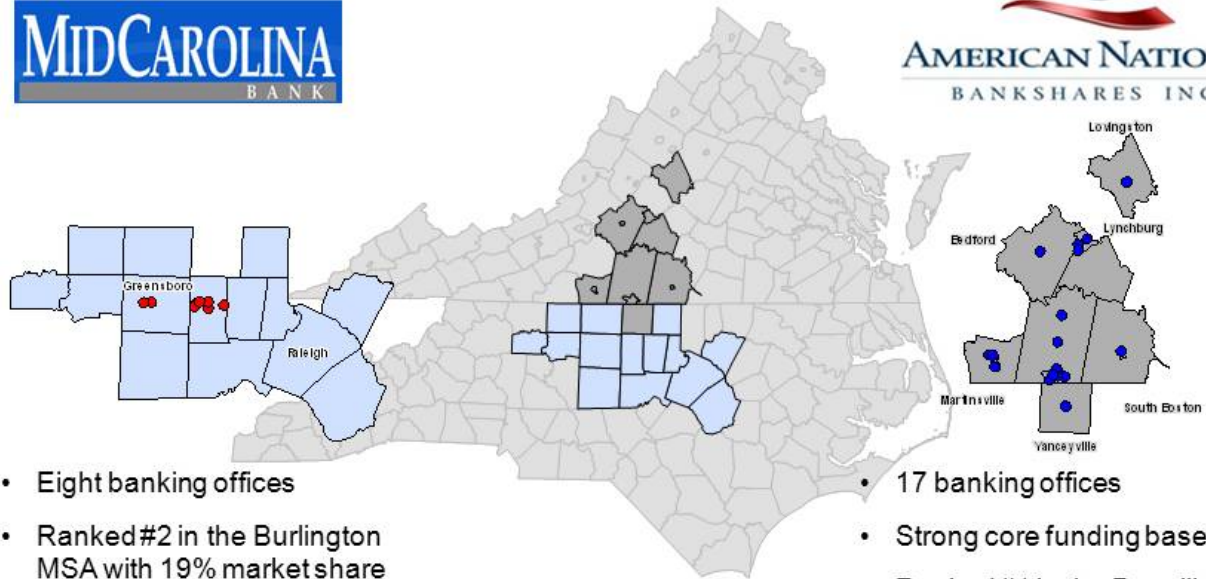 MIDCAROLINA
BANK
AMERICAN NATIO
BANKSHARES INC
Lovingston
Lynchburg
Bedford
Martinsville
South Boston
Yanceyville
Greensboro
Raleigh
• Eight banking offices
• Ranked #2 in the Burlington
MSA with 19% market share
• 17 banking offices
• Strong core funding base